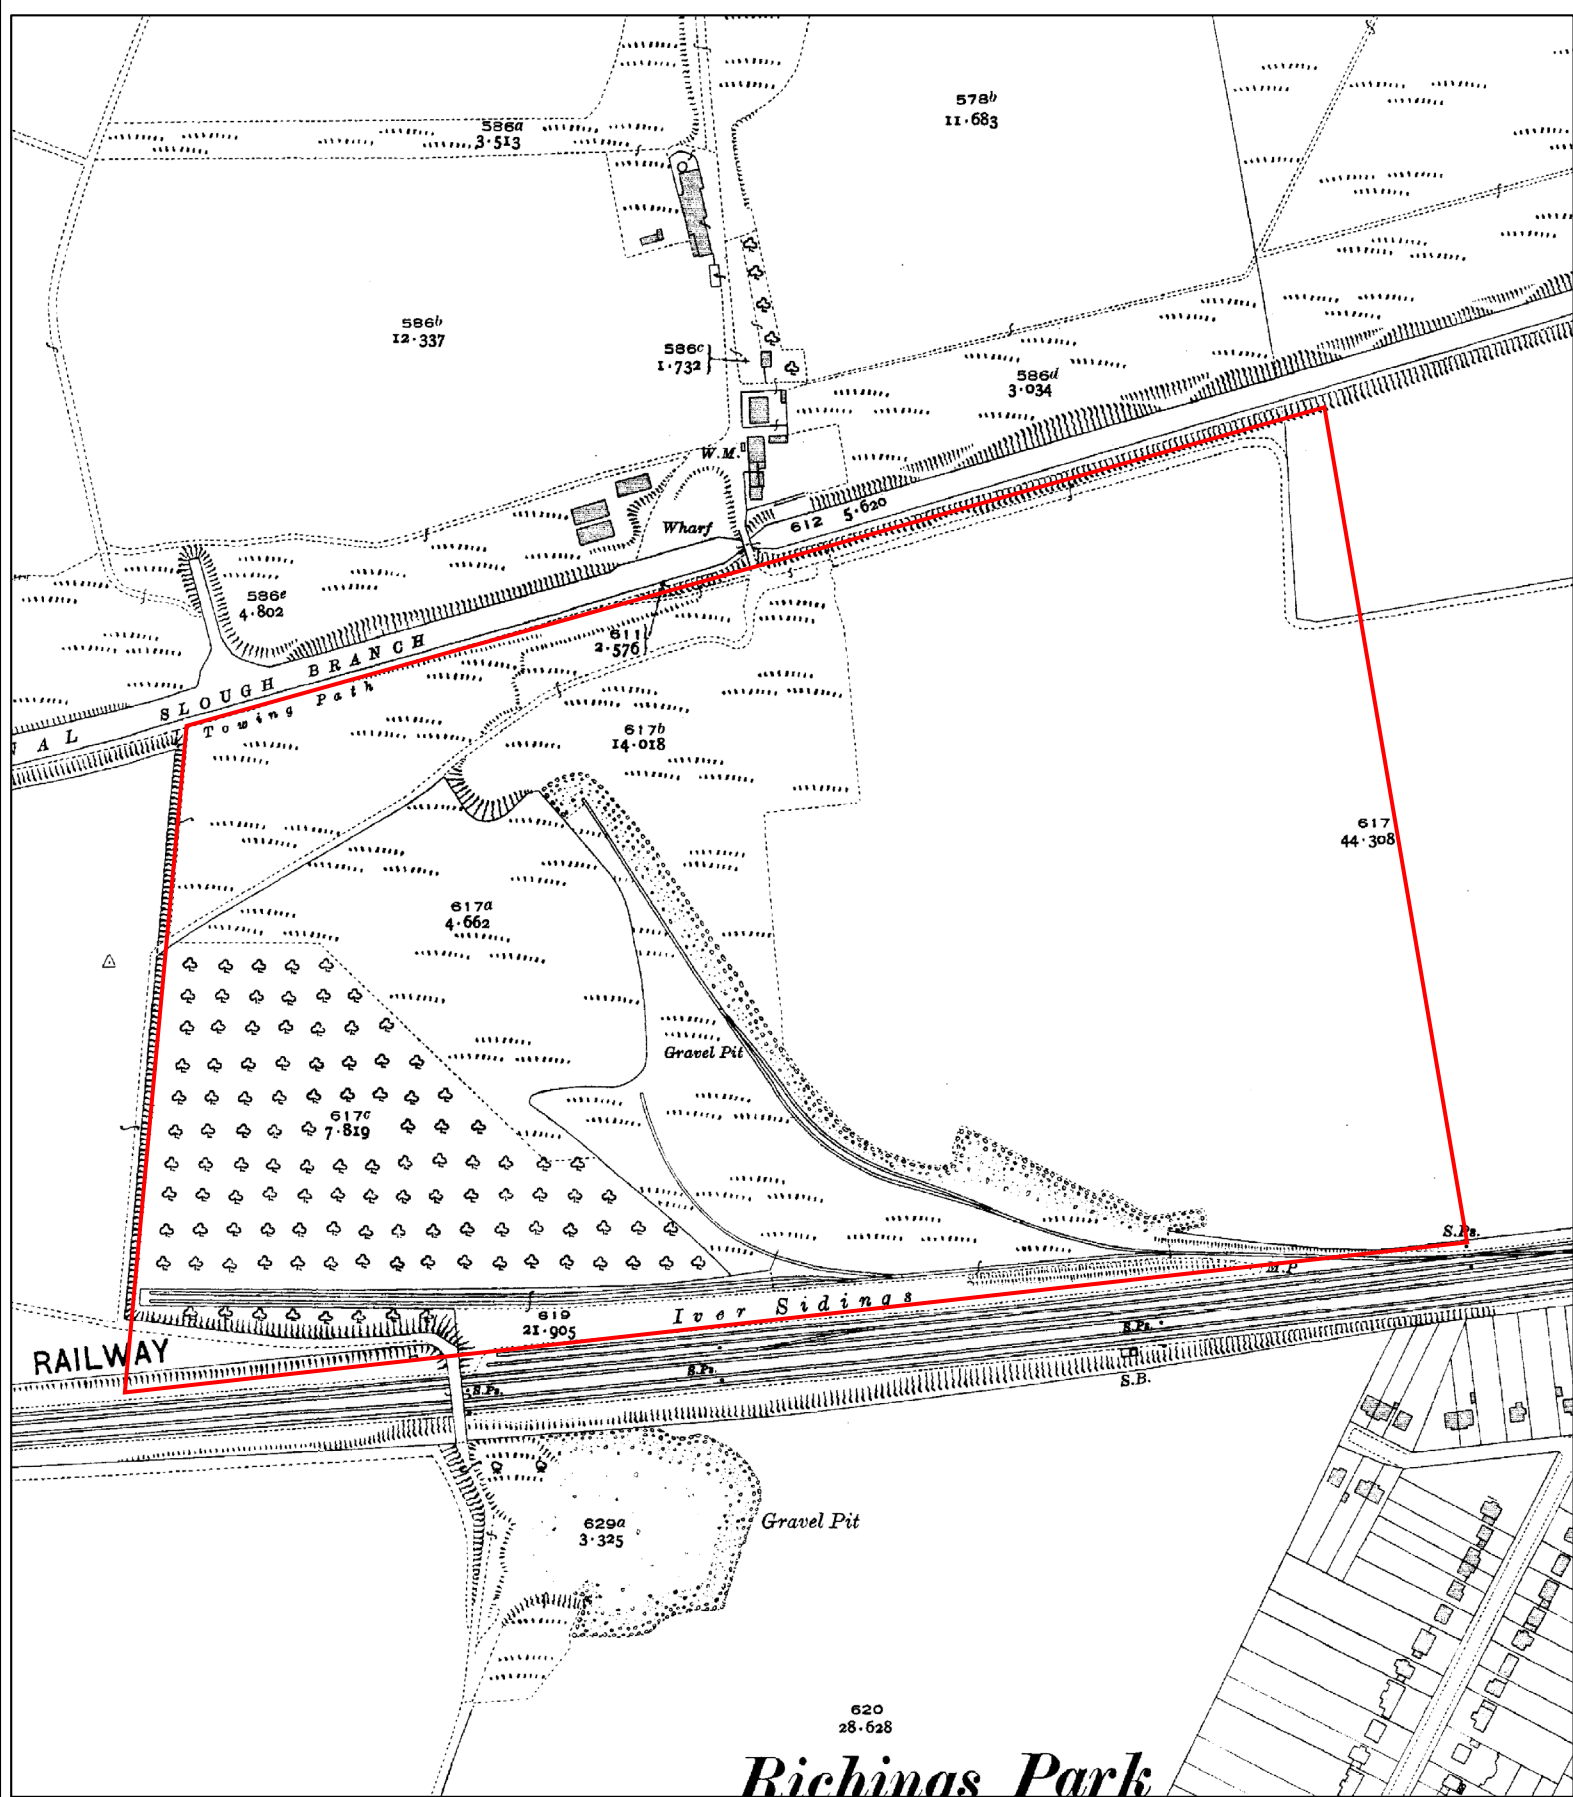 578b
11·683
586a
3·513
586b
12·337
586c
1·732
586d
3·034
W.M.
Wharf
612 5·620
586e
4·802
611
2·576
NAL SLOUGH BRANCH
Towing Path
617b
14·018
617
44·308
617a
4·662
Gravel Pit
617c
7·819
S.Ps.
M.P.
Iver Sidings
619
21·905
RAILWAY
S.Ps.
S.Ps.
S.Ps.
S.B.
629a
3·325
Gravel Pit
620
28·628
Richings Park